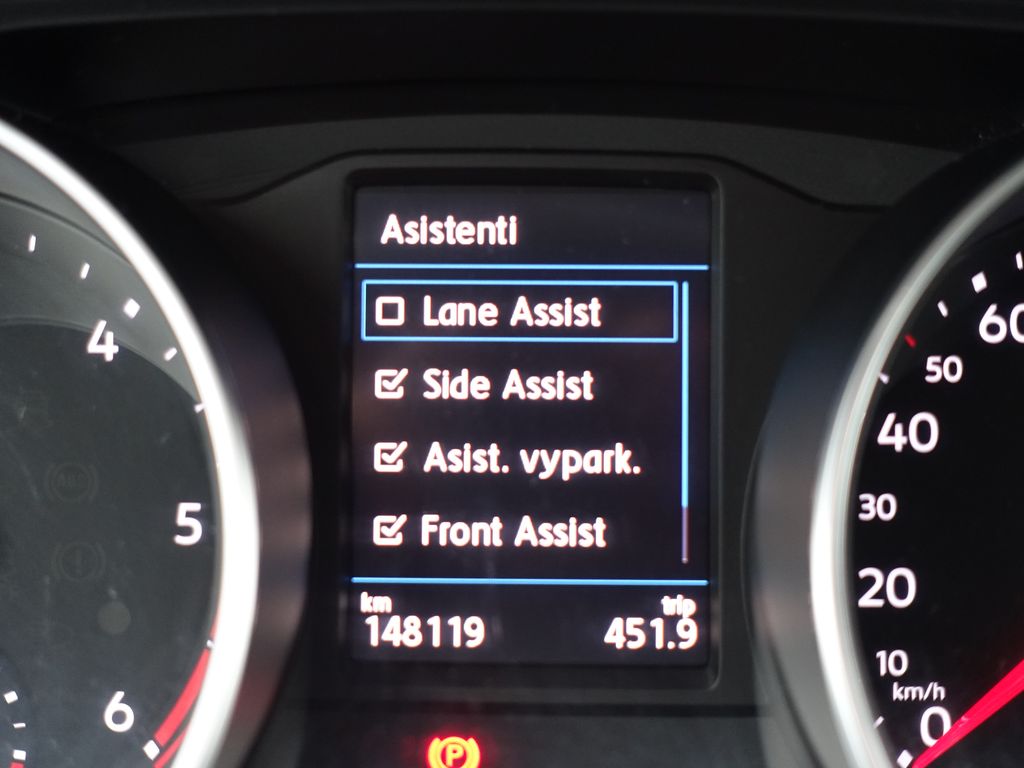 Asistenti
Lane Assist
Side Assist
Asist. vypark.
Front Assist
km trip
148119 451.9
4
5
6
60
50
40
30
20
10
km/h
0
P